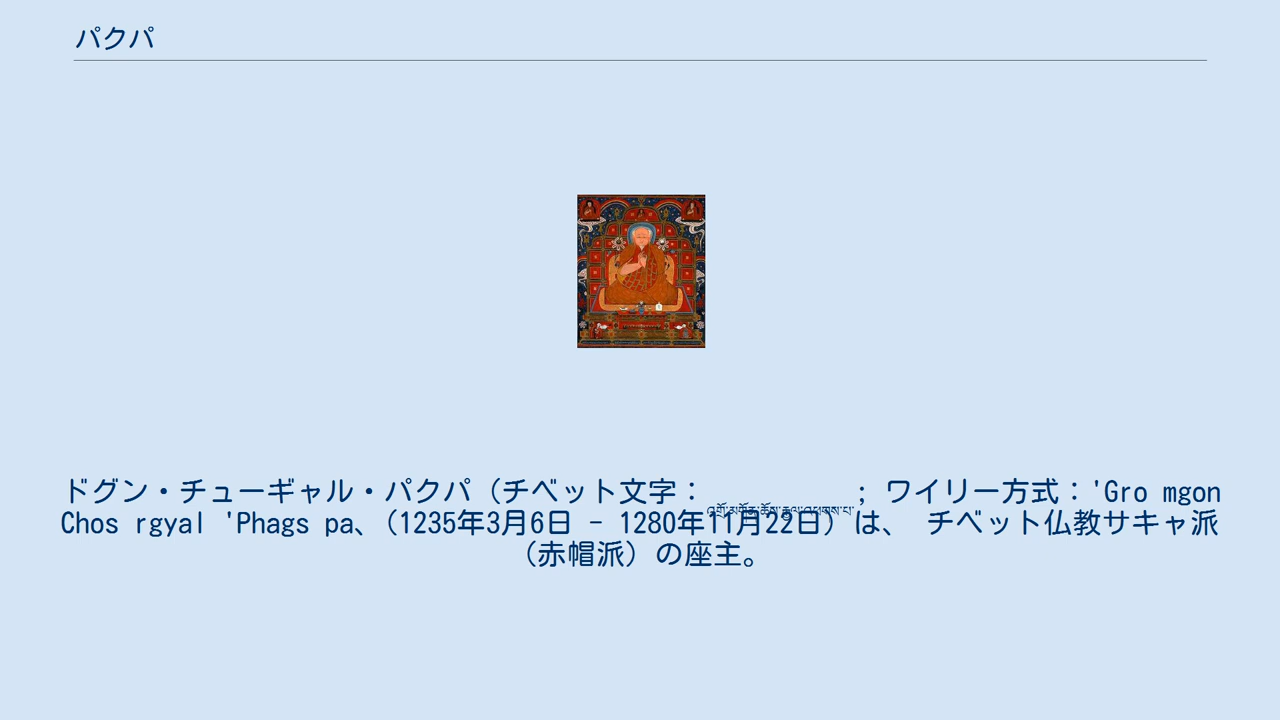 パクパ
ドグン・チューギャル・パクパ（チベット文字：འགྲོ་མགོན་ཆོས་རྒྱལ་འཕགས་པ་; ワイリー方式：'Gro mgon
Chos rgyal 'Phags pa、（1235年3月6日 – 1280年11月22日）は、 チベット仏教サキャ派
（赤帽派）の座主。